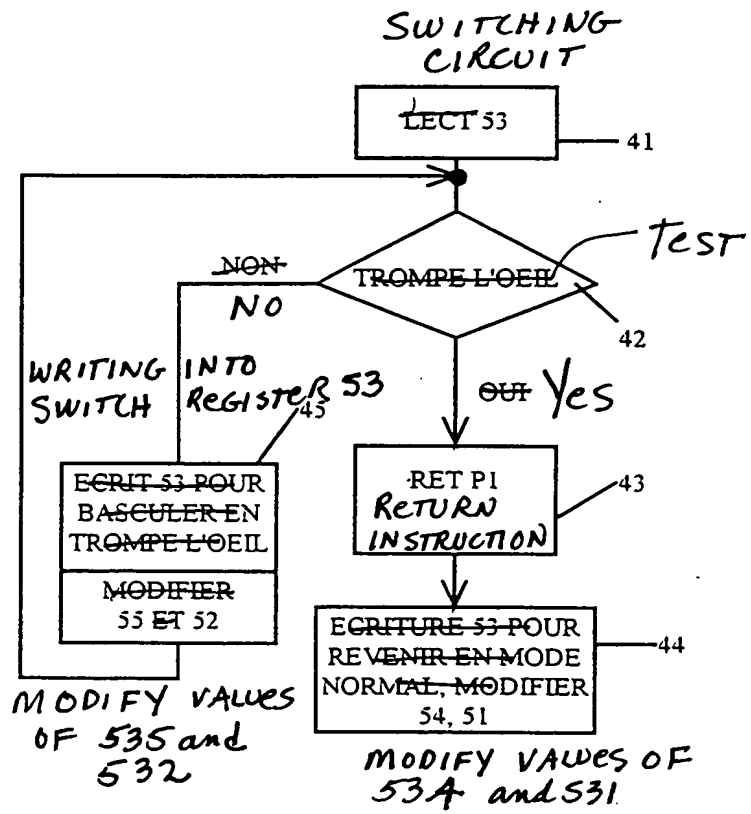 SWITCHING
CIRCUIT
LECT 53
41
TROMPE L'OEIL
TEST
42
NON
NO
OUI Yes
WRITING INTO
SWITCH REGISTER 53
45
ECRIT 53 POUR
BASCULER EN
TROMPE L'OEIL
MODIFIER
55 ET 52
MODIFY VALUES
OF 535 and
532
RET P1
RETURN
INSTRUCTION
43
ECRITURE 53 POUR
REVENIR EN MODE
NORMAL, MODIFIER
54, 51
44
MODIFY VALUES OF
534 and 531